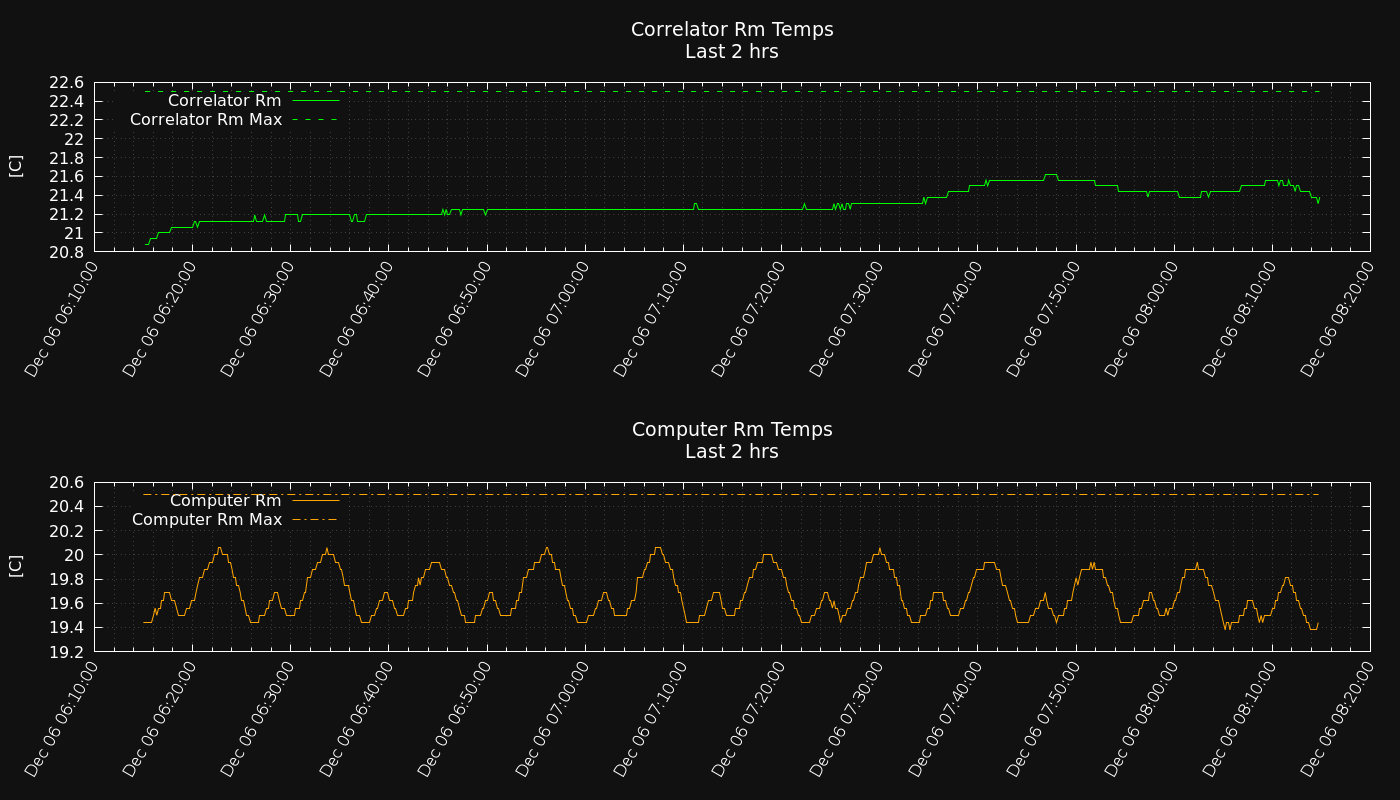 Correlator Rm Temps
Last 2 hrs
22.6
22.4
22.2
22
21.8
21.6
21.4
21.2
21
20.8
[C]
Correlator Rm
Correlator Rm Max
Dec 06 06:10:00
Dec 06 06:20:00
Dec 06 06:30:00
Dec 06 06:40:00
Dec 06 06:50:00
Dec 06 07:00:00
Dec 06 07:10:00
Dec 06 07:20:00
Dec 06 07:30:00
Dec 06 07:40:00
Dec 06 07:50:00
Dec 06 08:00:00
Dec 06 08:10:00
Dec 06 08:20:00
Computer Rm Temps
Last 2 hrs
20.6
20.4
20.2
20
19.8
19.6
19.4
19.2
[C]
Computer Rm
Computer Rm Max
Dec 06 06:10:00
Dec 06 06:20:00
Dec 06 06:30:00
Dec 06 06:40:00
Dec 06 06:50:00
Dec 06 07:00:00
Dec 06 07:10:00
Dec 06 07:20:00
Dec 06 07:30:00
Dec 06 07:40:00
Dec 06 07:50:00
Dec 06 08:00:00
Dec 06 08:10:00
Dec 06 08:20:00